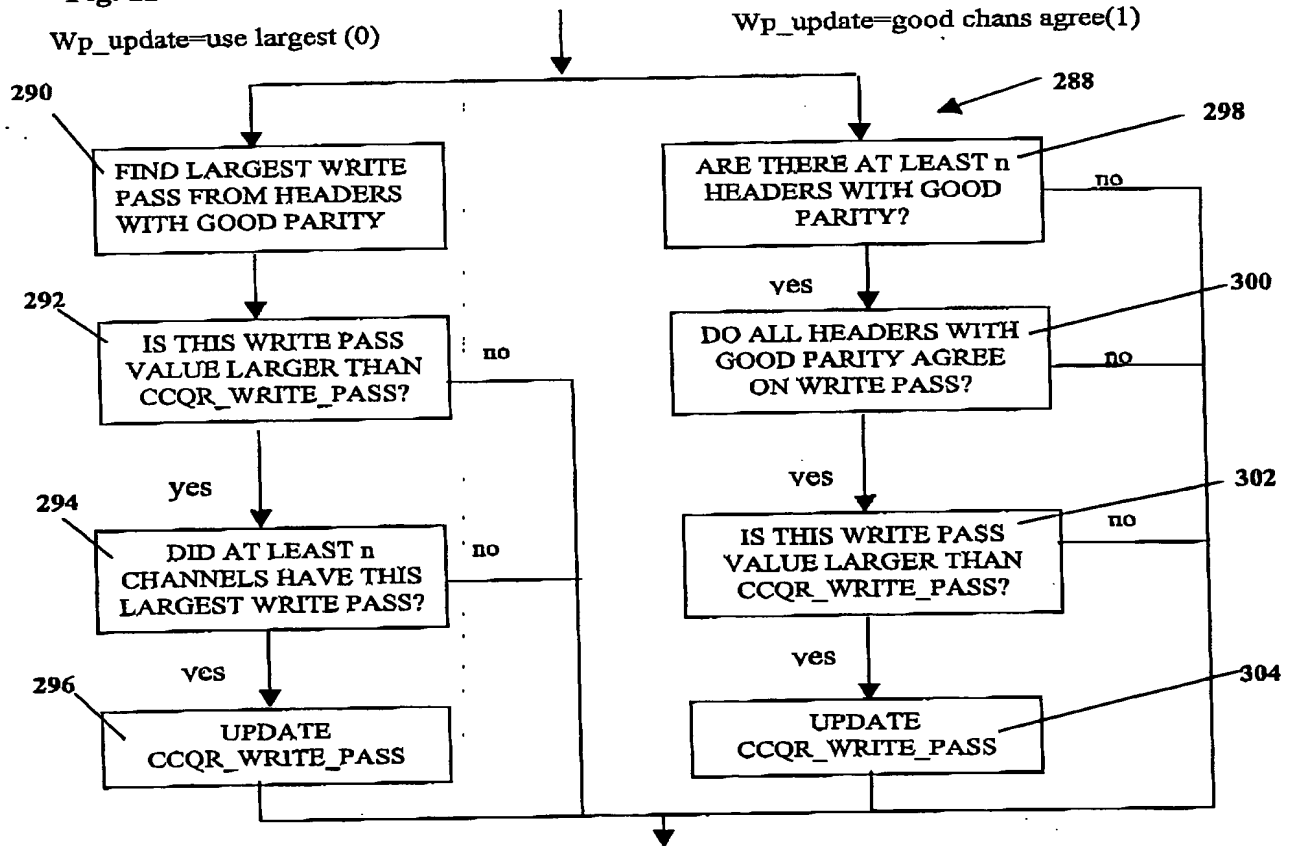 Wp_update=use largest (0)
Wp_update=good chans agree(1)
288
290
FIND LARGEST WRITE
PASS FROM HEADERS
WITH GOOD PARITY
292
IS THIS WRITE PASS
VALUE LARGER THAN
CCQR_WRITE_PASS?
no
yes
294
DID AT LEAST n
CHANNELS HAVE THIS
LARGEST WRITE PASS?
no
yes
296
UPDATE
CCQR_WRITE_PASS
298
ARE THERE AT LEAST n
HEADERS WITH GOOD
PARITY?
no
yes
300
DO ALL HEADERS WITH
GOOD PARITY AGREE
ON WRITE PASS?
no
yes
302
IS THIS WRITE PASS
VALUE LARGER THAN
CCQR_WRITE_PASS?
no
yes
304
UPDATE
CCQR_WRITE_PASS